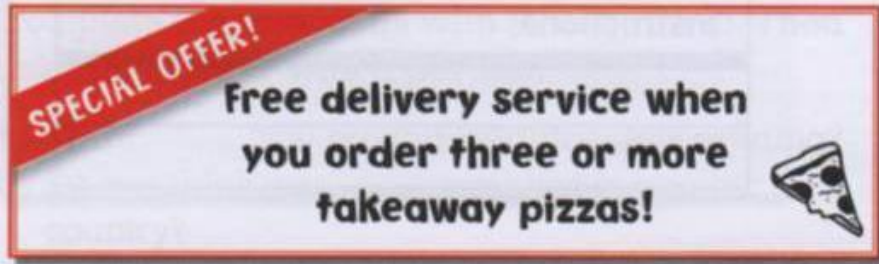 SPECIAL OFFER!
Free delivery service when
you order three or more
takeaway pizzas!